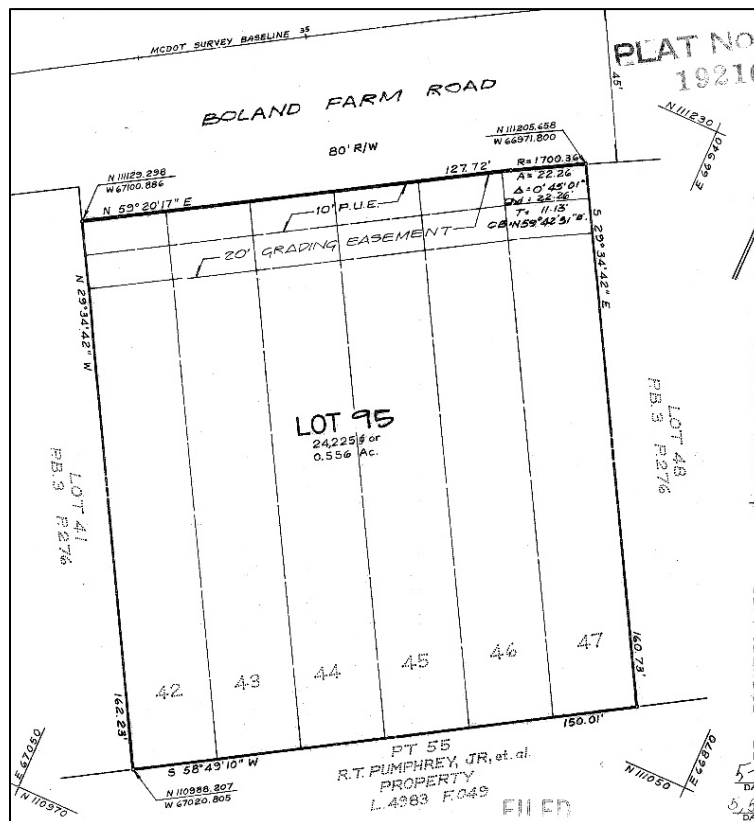 MCDOT SURVEY BASELINE 35
PLAT NO
19210
BOLAND FARM ROAD
45'
N 111230
E 66940
80' R/W
N 111205.658
W 66971.800
N 111129.298
W 67100.886
N 59°20'17" E
127.72'
R=1700.36
A= 22.26
Δ=0°45'01"
Chd = 22.26'
T= 11.13'
CB=N59°42'51"E
10' P.U.E.
20' GRADING EASEMENT
N 29°34'42" W
S 29°34'42" E
LOT 95
24,225 or
0.556 Ac.
LOT 41
P.B. 3 P.276
LOT 48
P.B. 3 P.276
42 43 44 45 46 47
162.23'
160.73'
S 58°49'10" W
150.01'
N 110988.207
W 67020.805
PT 55
R.T. PUMPHREY, JR, et. al.
PROPERTY
L.4983 F.049
E 67050
N 110970
N 111050
E 66870
FILED